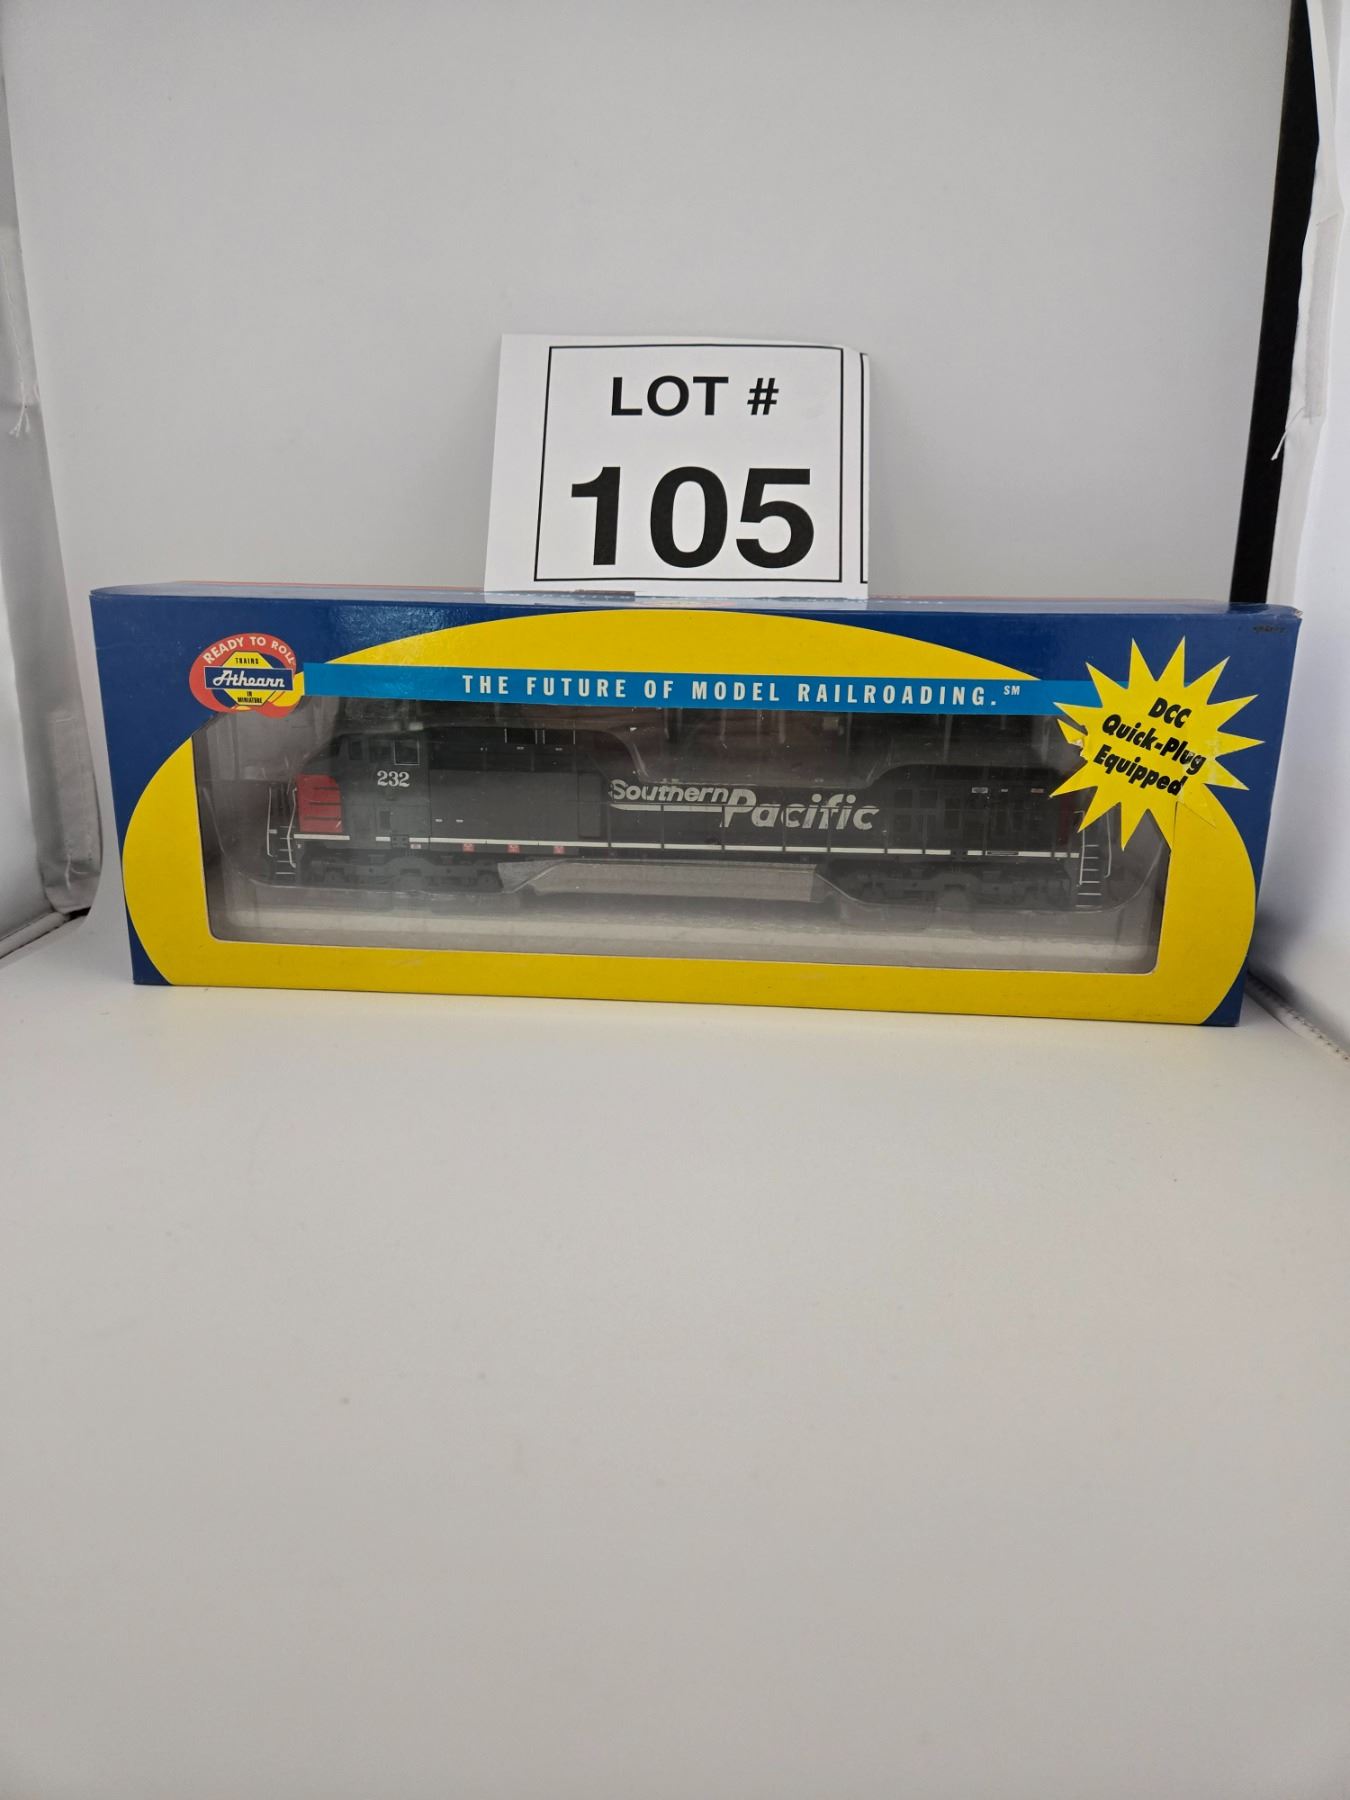 LOT #
105
READY TO ROLL
TRAINS
Athearn
IN
MINIATURE
THE FUTURE OF MODEL RAILROADING.℠
DCC
Quick-Plug
Equipped
232
Southern
Pacific